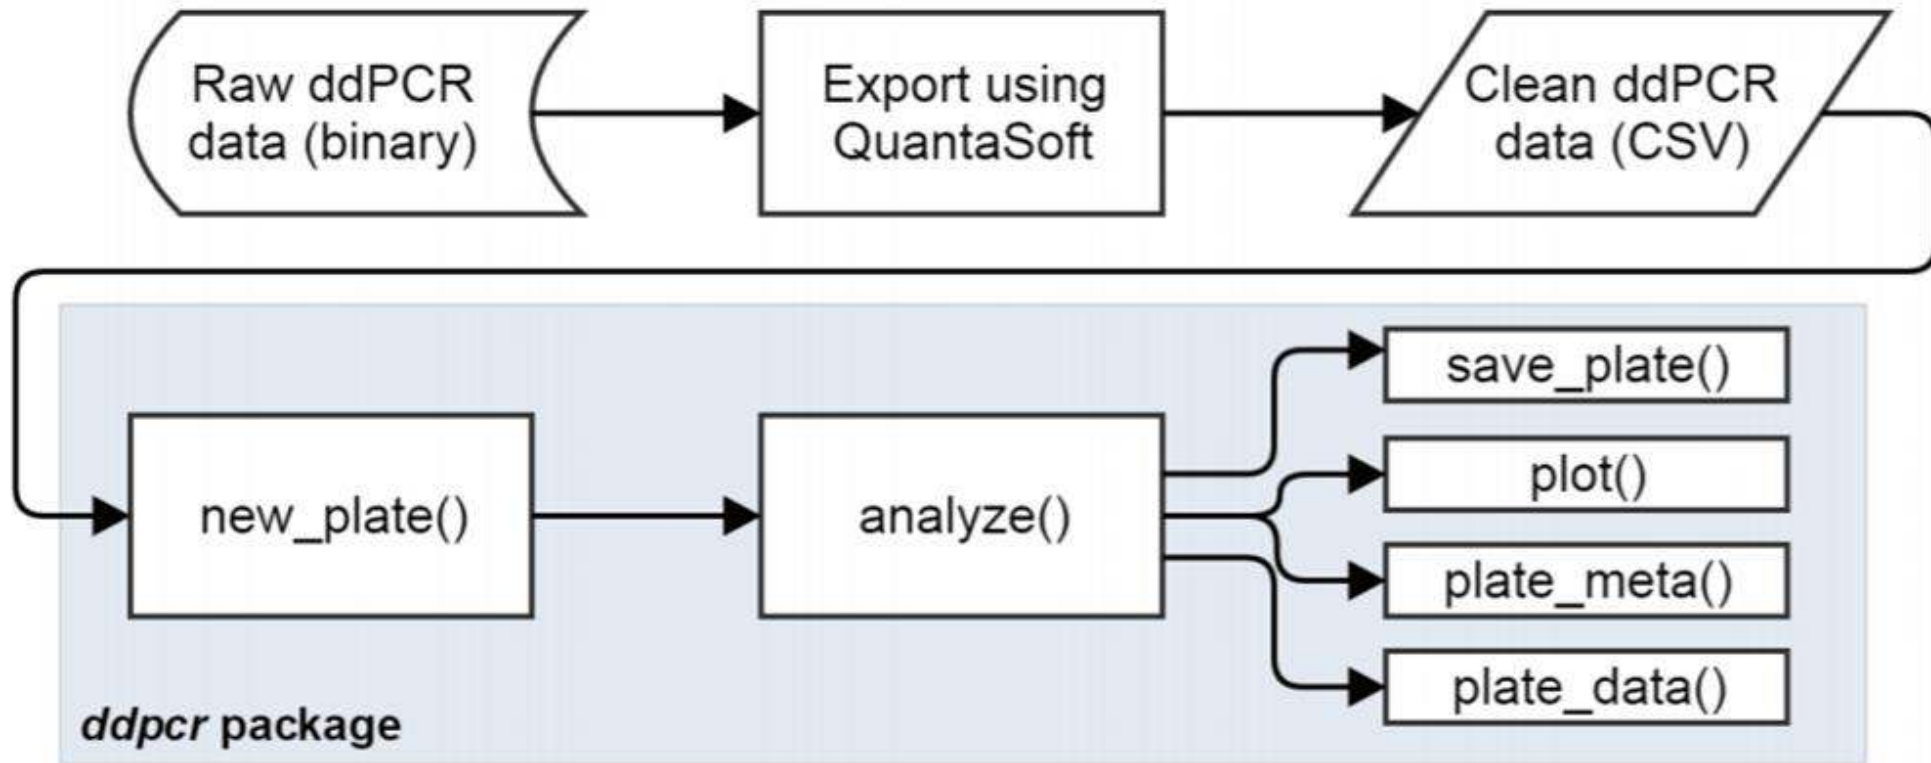 Raw ddPCR
data (binary)
Export using
QuantaSoft
Clean ddPCR
data (CSV)
new_plate()
analyze()
save_plate()
plot()
plate_meta()
plate_data()
ddpcr package